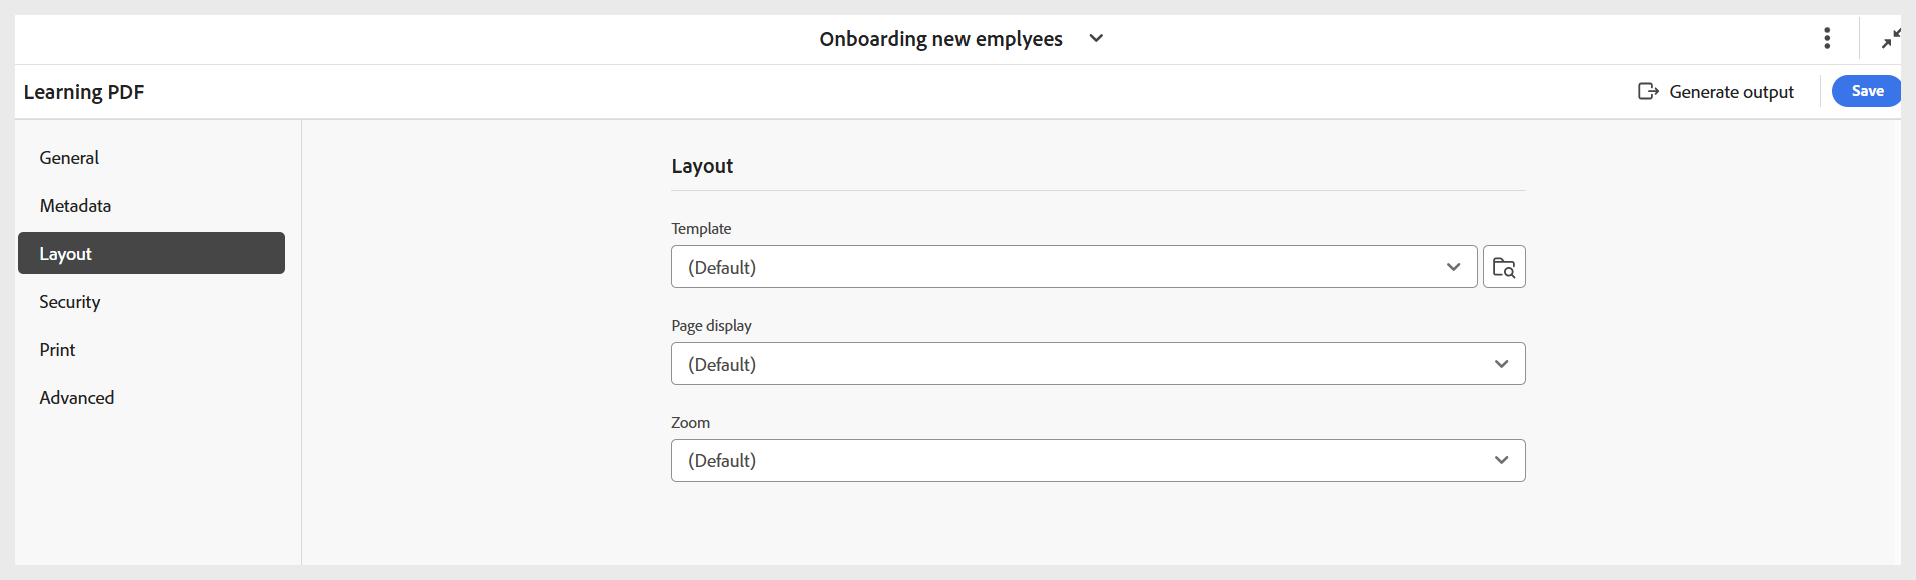 Onboarding new emplyees
Learning PDF
Generate output
Save
General
Metadata
Layout
Security
Print
Advanced
Layout
Template
(Default)
Page display
(Default)
Zoom
(Default)